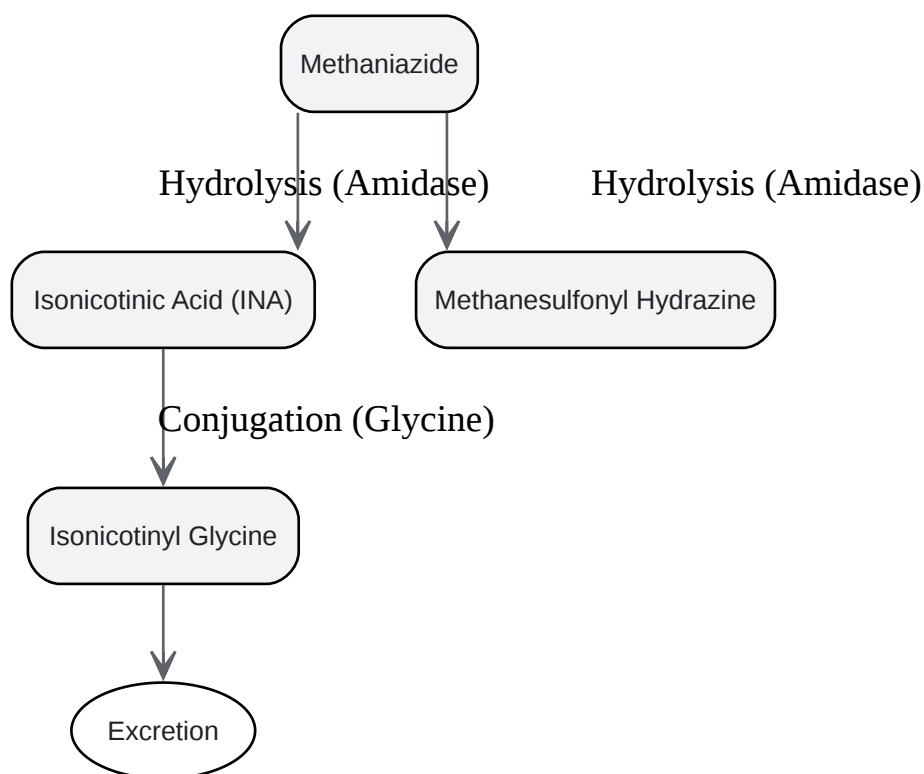 Methaniazide
Hydrolysis (Amidase)
Hydrolysis (Amidase)
Isonicotinic Acid (INA)
Methanesulfonyl Hydrazine
Conjugation (Glycine)
Isonicotinyl Glycine
Excretion